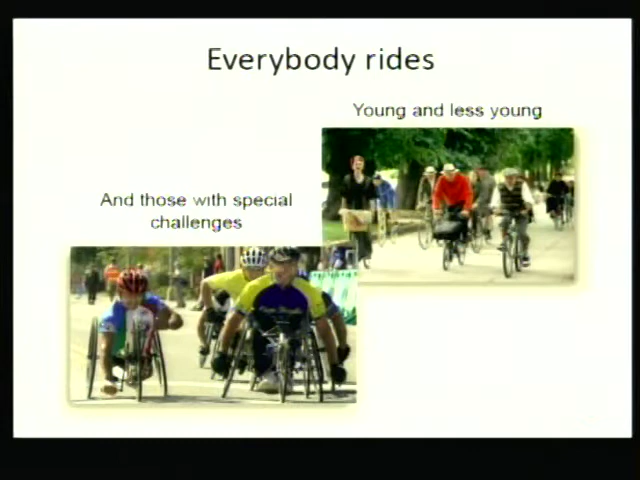 Everybody rides
Young and less young
And those with special
challenges